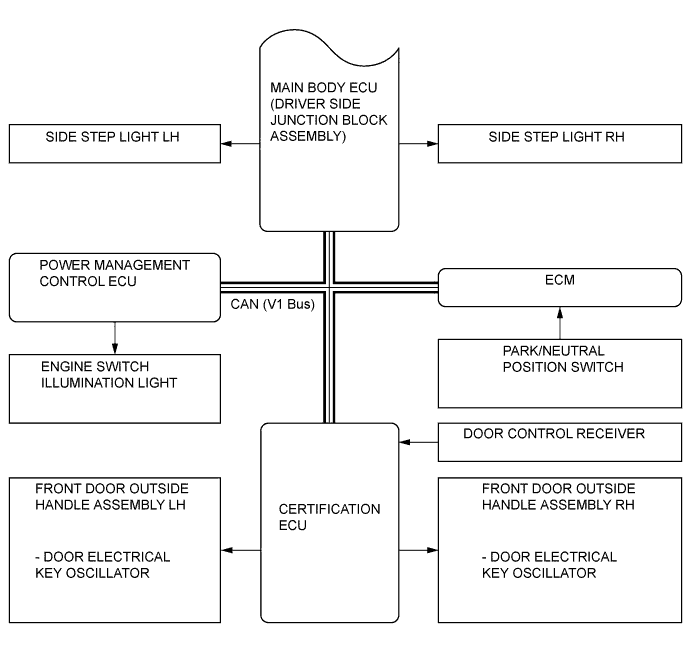 MAIN BODY ECU
(DRIVER SIDE
JUNCTION BLOCK
ASSEMBLY)
SIDE STEP LIGHT LH
SIDE STEP LIGHT RH
POWER MANAGEMENT
CONTROL ECU
ECM
CAN (V1 Bus)
ENGINE SWITCH
ILLUMINATION LIGHT
PARK/NEUTRAL
POSITION SWITCH
DOOR CONTROL RECEIVER
FRONT DOOR OUTSIDE
HANDLE ASSEMBLY LH
- DOOR ELECTRICAL
KEY OSCILLATOR
CERTIFICATION
ECU
FRONT DOOR OUTSIDE
HANDLE ASSEMBLY RH
- DOOR ELECTRICAL
KEY OSCILLATOR